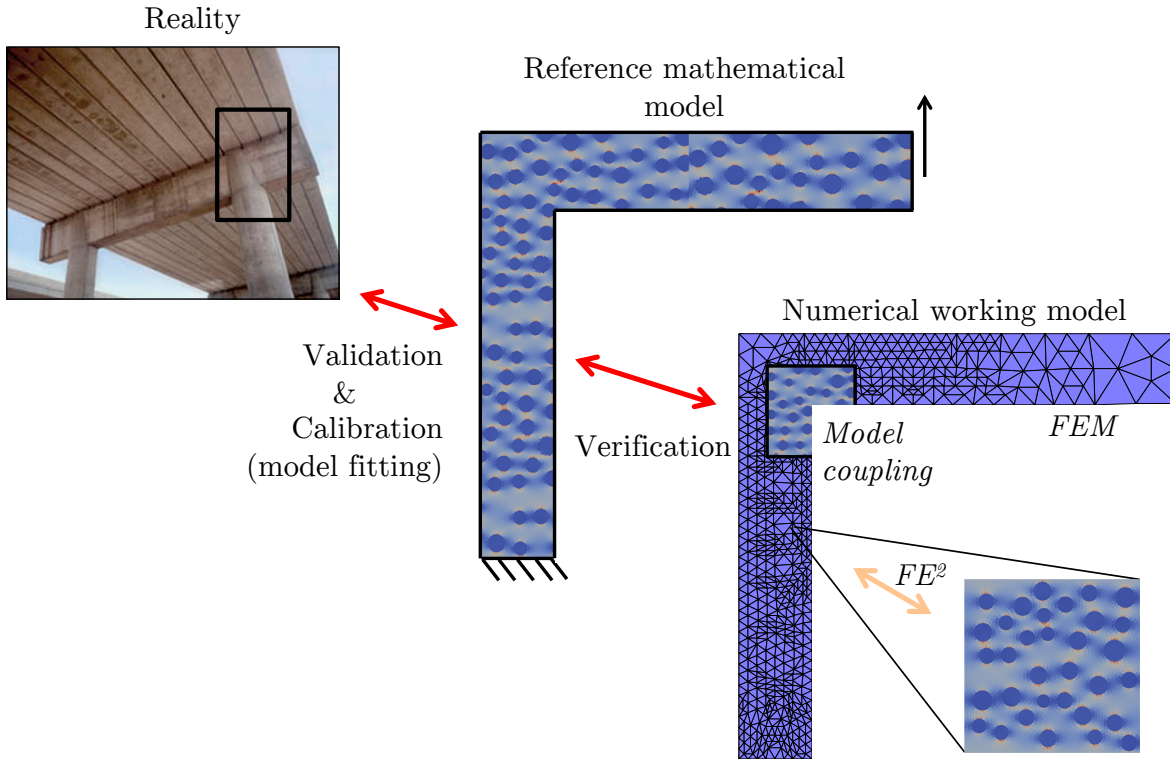 Reality
Reference mathematical
model
Validation
&
Calibration
(model fitting)
Verification
Numerical working model
FEM
Model
coupling
FE²